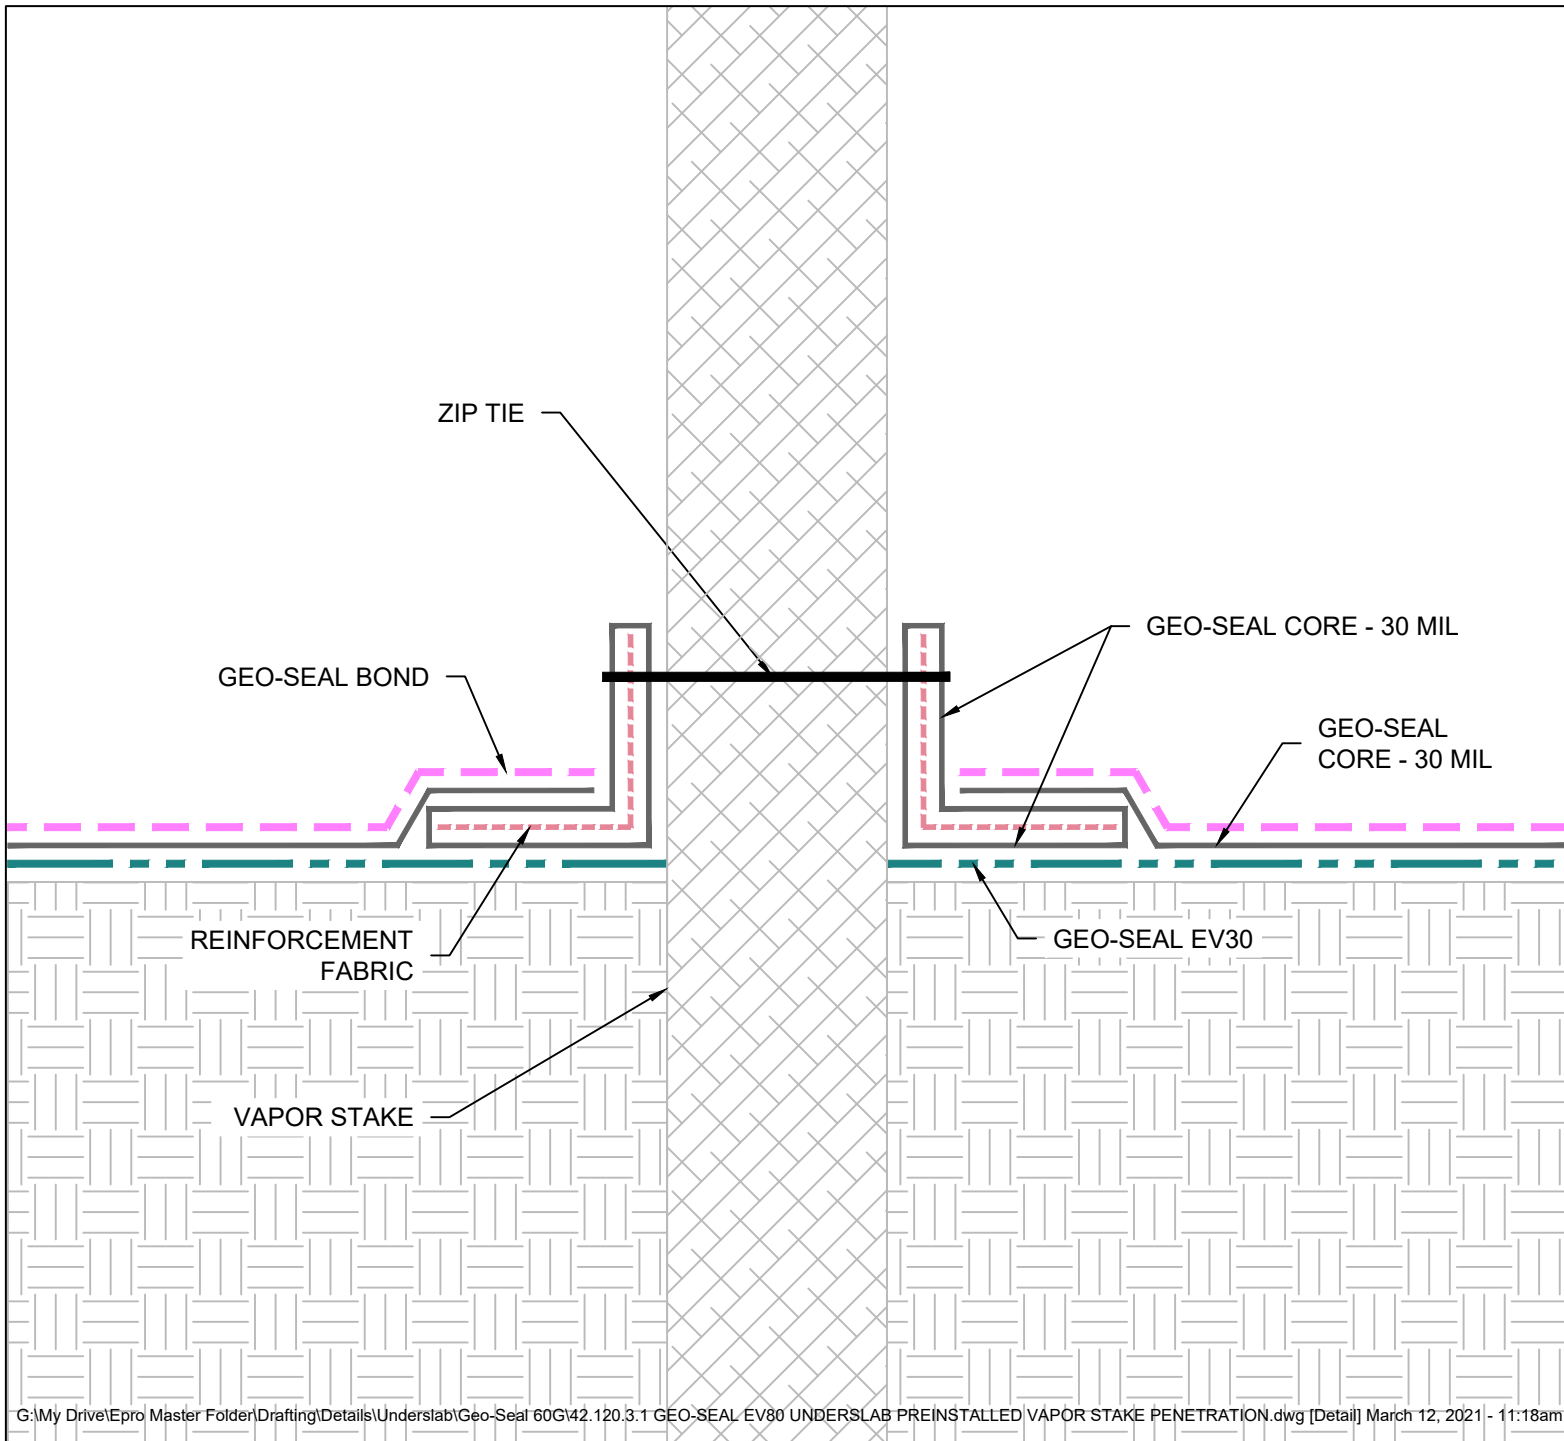 ZIP TIE
GEO-SEAL CORE - 30 MIL
GEO-SEAL BOND
GEO-SEAL
CORE - 30 MIL
REINFORCEMENT
FABRIC
GEO-SEAL EV30
VAPOR STAKE
G:\My Drive\Epro Master Folder\Drafting\Details\Underslab\Geo-Seal 60G\42.120.3.1 GEO-SEAL EV80 UNDERSLAB PREINSTALLED VAPOR STAKE PENETRATION.dwg [Detail] March 12, 2021 - 11:18am